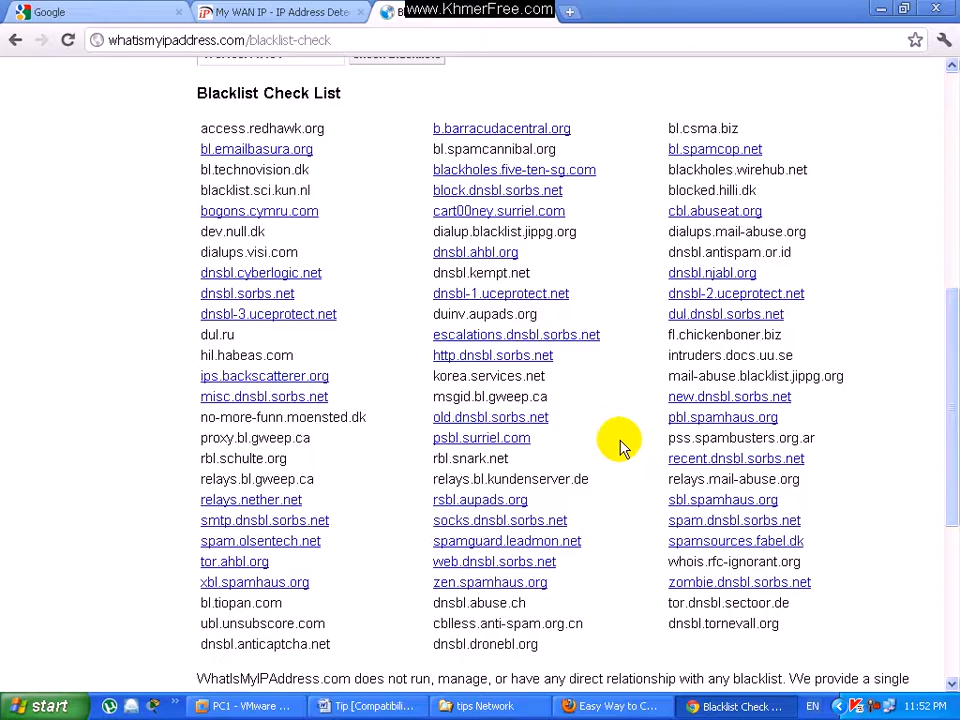 Google
My WAN IP - IP Address Dete
www.KhmerFree.com
whatismyipaddress.com/blacklist-check
Blacklist Check List
access.redhawk.org b.barracudacentral.org bl.csma.biz
bl.emailbasura.org bl.spamcannibal.org bl.spamcop.net
bl.technovision.dk blackholes.five-ten-sg.com blackholes.wirehub.net
blacklist.sci.kun.nl block.dnsbl.sorbs.net blocked.hilli.dk
bogons.cymru.com cart00ney.surriel.com cbl.abuseat.org
dev.null.dk dialup.blacklist.jippg.org dialups.mail-abuse.org
dialups.visi.com dnsbl.ahbl.org dnsbl.antispam.or.id
dnsbl.cyberlogic.net dnsbl.kempt.net dnsbl.njabl.org
dnsbl.sorbs.net dnsbl-1.uceprotect.net dnsbl-2.uceprotect.net
dnsbl-3.uceprotect.net duinv.aupads.org dul.dnsbl.sorbs.net
dul.ru escalations.dnsbl.sorbs.net fl.chickenboner.biz
hil.habeas.com http.dnsbl.sorbs.net intruders.docs.uu.se
ips.backscatterer.org korea.services.net mail-abuse.blacklist.jippg.org
misc.dnsbl.sorbs.net msgid.bl.gweep.ca new.dnsbl.sorbs.net
no-more-funn.moensted.dk old.dnsbl.sorbs.net pbl.spamhaus.org
proxy.bl.gweep.ca psbl.surriel.com pss.spambusters.org.ar
rbl.schulte.org rbl.snark.net recent.dnsbl.sorbs.net
relays.bl.gweep.ca relays.bl.kundenserver.de relays.mail-abuse.org
relays.nether.net rsbl.aupads.org sbl.spamhaus.org
smtp.dnsbl.sorbs.net socks.dnsbl.sorbs.net spam.dnsbl.sorbs.net
spam.olsentech.net spamguard.leadmon.net spamsources.fabel.dk
tor.ahbl.org web.dnsbl.sorbs.net whois.rfc-ignorant.org
xbl.spamhaus.org zen.spamhaus.org zombie.dnsbl.sorbs.net
bl.tiopan.com dnsbl.abuse.ch tor.dnsbl.sectoor.de
ubl.unsubscore.com cblless.anti-spam.org.cn dnsbl.tornevall.org
dnsbl.anticaptcha.net dnsbl.dronebl.org
WhatIsMyIPAddress.com does not run, manage, or have any direct relationship with any blacklist. We provide a single
start PC1 - VMware ... Tip [Compatibili... tips Network Easy Way to C... Blacklist Check ... EN 11:52 PM